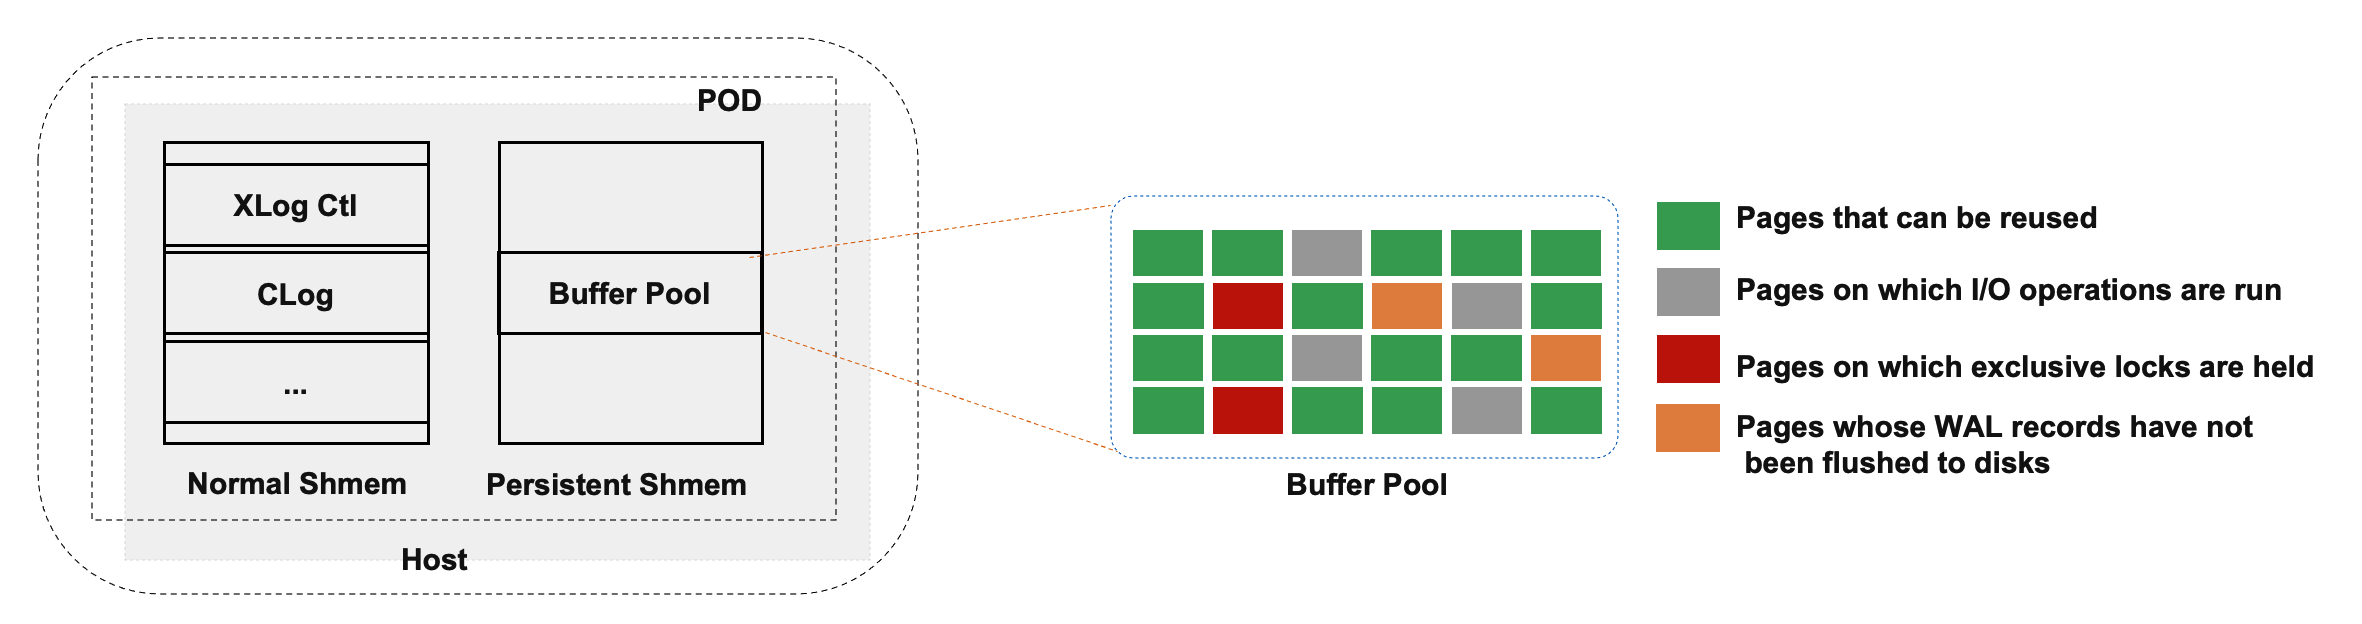 POD
XLog Ctl
CLog
...
Buffer Pool
Normal Shmem
Persistent Shmem
Host
Buffer Pool
Pages that can be reused
Pages on which I/O operations are run
Pages on which exclusive locks are held
Pages whose WAL records have not
been flushed to disks